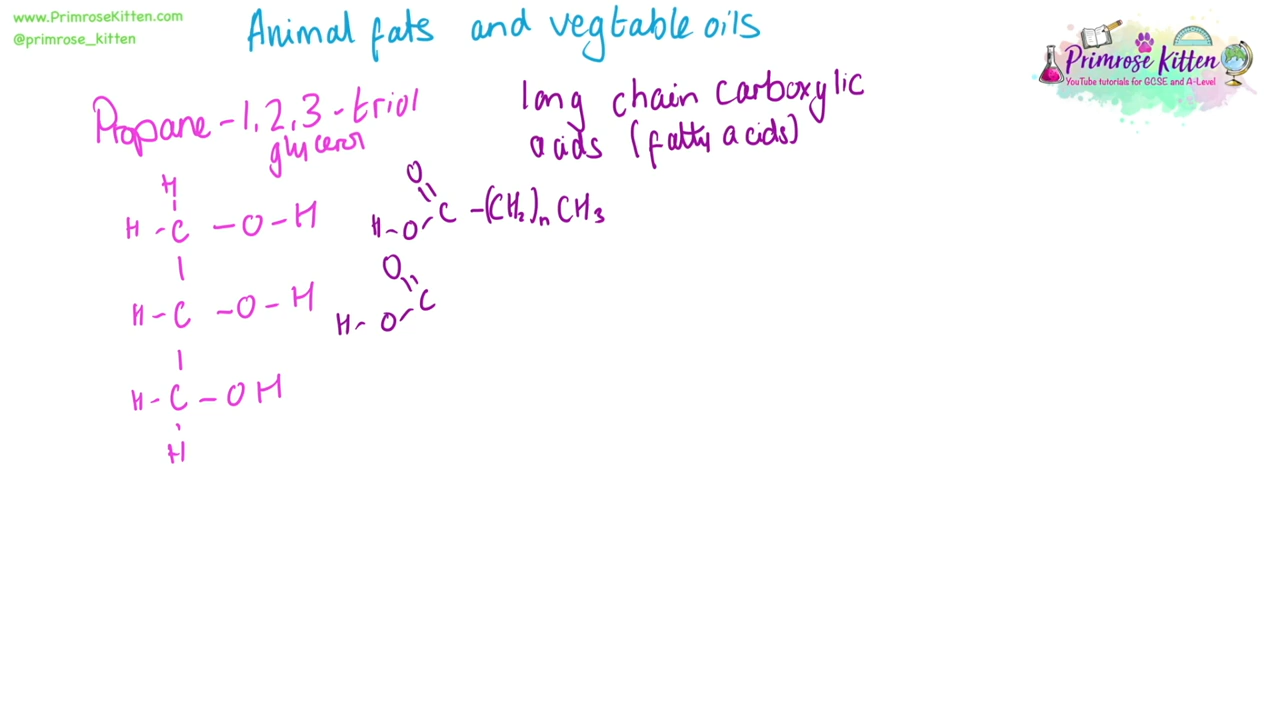 www.PrimroseKitten.com
@primrose_kitten
Animal fats and vegtable oils
Primrose Kitten
YouTube tutorials for GCSE and A-Level
Propane-1,2,3-triol
glycerol
long chain carboxylic
acids (fatty acids)
H
H-C-O-H
H-C-O-H
H-C-OH
H
O
H-O-C-(CH₂)ₙCH₃
O
H-O-C